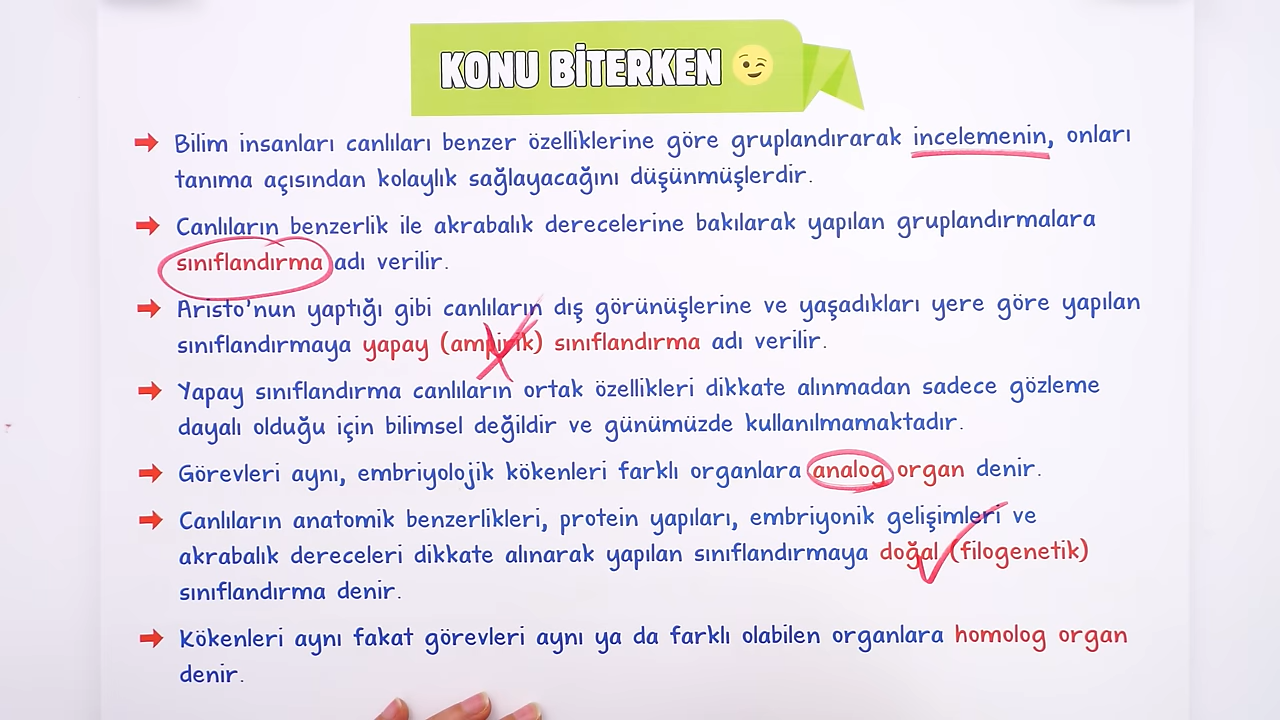 KONU BİTERKEN
Bilim insanları canlıları benzer özelliklerine göre gruplandırarak incelemenin, onları
tanıma açısından kolaylık sağlayacağını düşünmüşlerdir.
Canlıların benzerlik ile akrabalık derecelerine bakılarak yapılan gruplandırmalara
sınıflandırma adı verilir.
Aristo'nun yaptığı gibi canlıların dış görünüşlerine ve yaşadıkları yere göre yapılan
sınıflandırmaya yapay (ampirik) sınıflandırma adı verilir.
Yapay sınıflandırma canlıların ortak özellikleri dikkate alınmadan sadece gözleme
dayalı olduğu için bilimsel değildir ve günümüzde kullanılmamaktadır.
Görevleri aynı, embriyolojik kökenleri farklı organlara analog organ denir.
Canlıların anatomik benzerlikleri, protein yapıları, embriyonik gelişimleri ve
akrabalık dereceleri dikkate alınarak yapılan sınıflandırmaya doğal (filogenetik)
sınıflandırma denir.
Kökenleri aynı fakat görevleri aynı ya da farklı olabilen organlara homolog organ
denir.